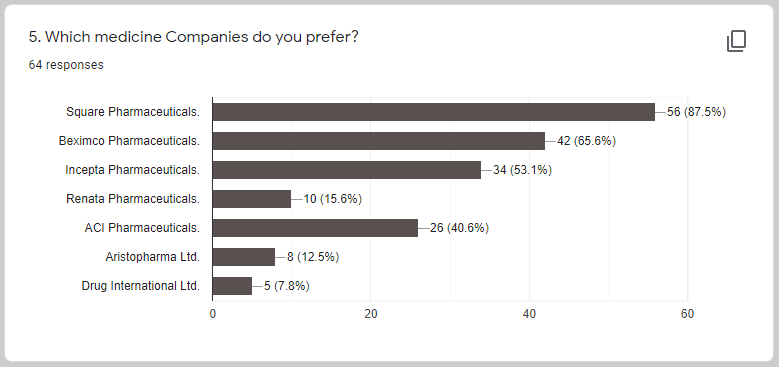 5. Which medicine Companies do you prefer?
64 responses
Square Pharmaceuticals. 56 (87.5%)
Beximco Pharmaceuticals. 42 (65.6%)
Incepta Pharmaceuticals. 34 (53.1%)
Renata Pharmaceuticals. 10 (15.6%)
ACI Pharmaceuticals. 26 (40.6%)
Aristopharma Ltd. 8 (12.5%)
Drug International Ltd. 5 (7.8%)
0 20 40 60